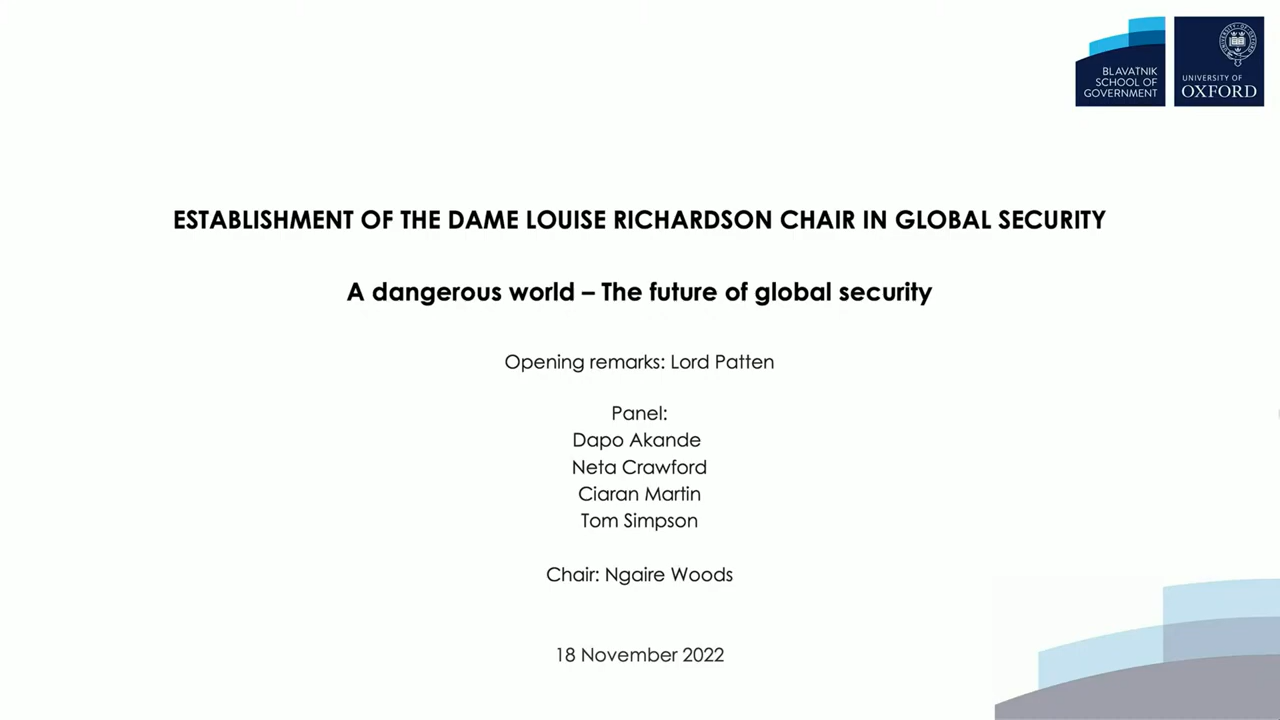 BLAVATNIK
SCHOOL OF
GOVERNMENT
UNIVERSITY OF
OXFORD
ESTABLISHMENT OF THE DAME LOUISE RICHARDSON CHAIR IN GLOBAL SECURITY
A dangerous world – The future of global security
Opening remarks: Lord Patten
Panel:
Dapo Akande
Neta Crawford
Ciaran Martin
Tom Simpson
Chair: Ngaire Woods
18 November 2022